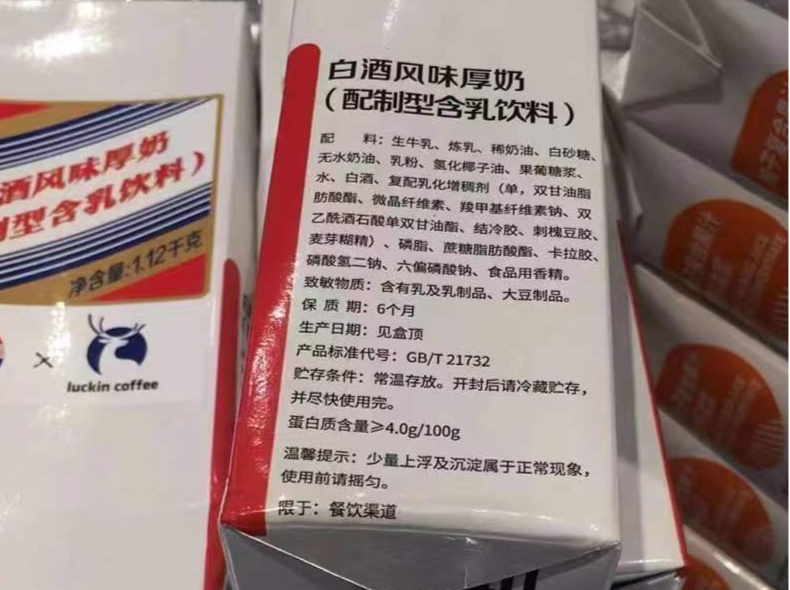 酒风味厚奶
制型含乳饮料）
净含量:1.12千克
×
luckin coffee
白酒风味厚奶
（配制型含乳饮料）
配 料：生牛乳、炼乳、稀奶油、白砂糖、
无水奶油、乳粉、氢化椰子油、果葡糖浆、
水、白酒、复配乳化增稠剂（单，双甘油脂
肪酸酯、微晶纤维素、羧甲基纤维素钠、双
乙酰酒石酸单双甘油酯、结冷胶、刺槐豆胶、
麦芽糊精）、磷脂、蔗糖脂肪酸酯、卡拉胶、
磷酸氢二钠、六偏磷酸钠、食品用香精。
致敏物质：含有乳及乳制品、大豆制品。
保 质 期：6个月
生产日期：见盒顶
产品标准代号：GB/T 21732
贮存条件：常温存放。开封后请冷藏贮存，
并尽快使用完。
蛋白质含量≥4.0g/100g
温馨提示：少量上浮及沉淀属于正常现象，
使用前请摇匀。
限于：餐饮渠道